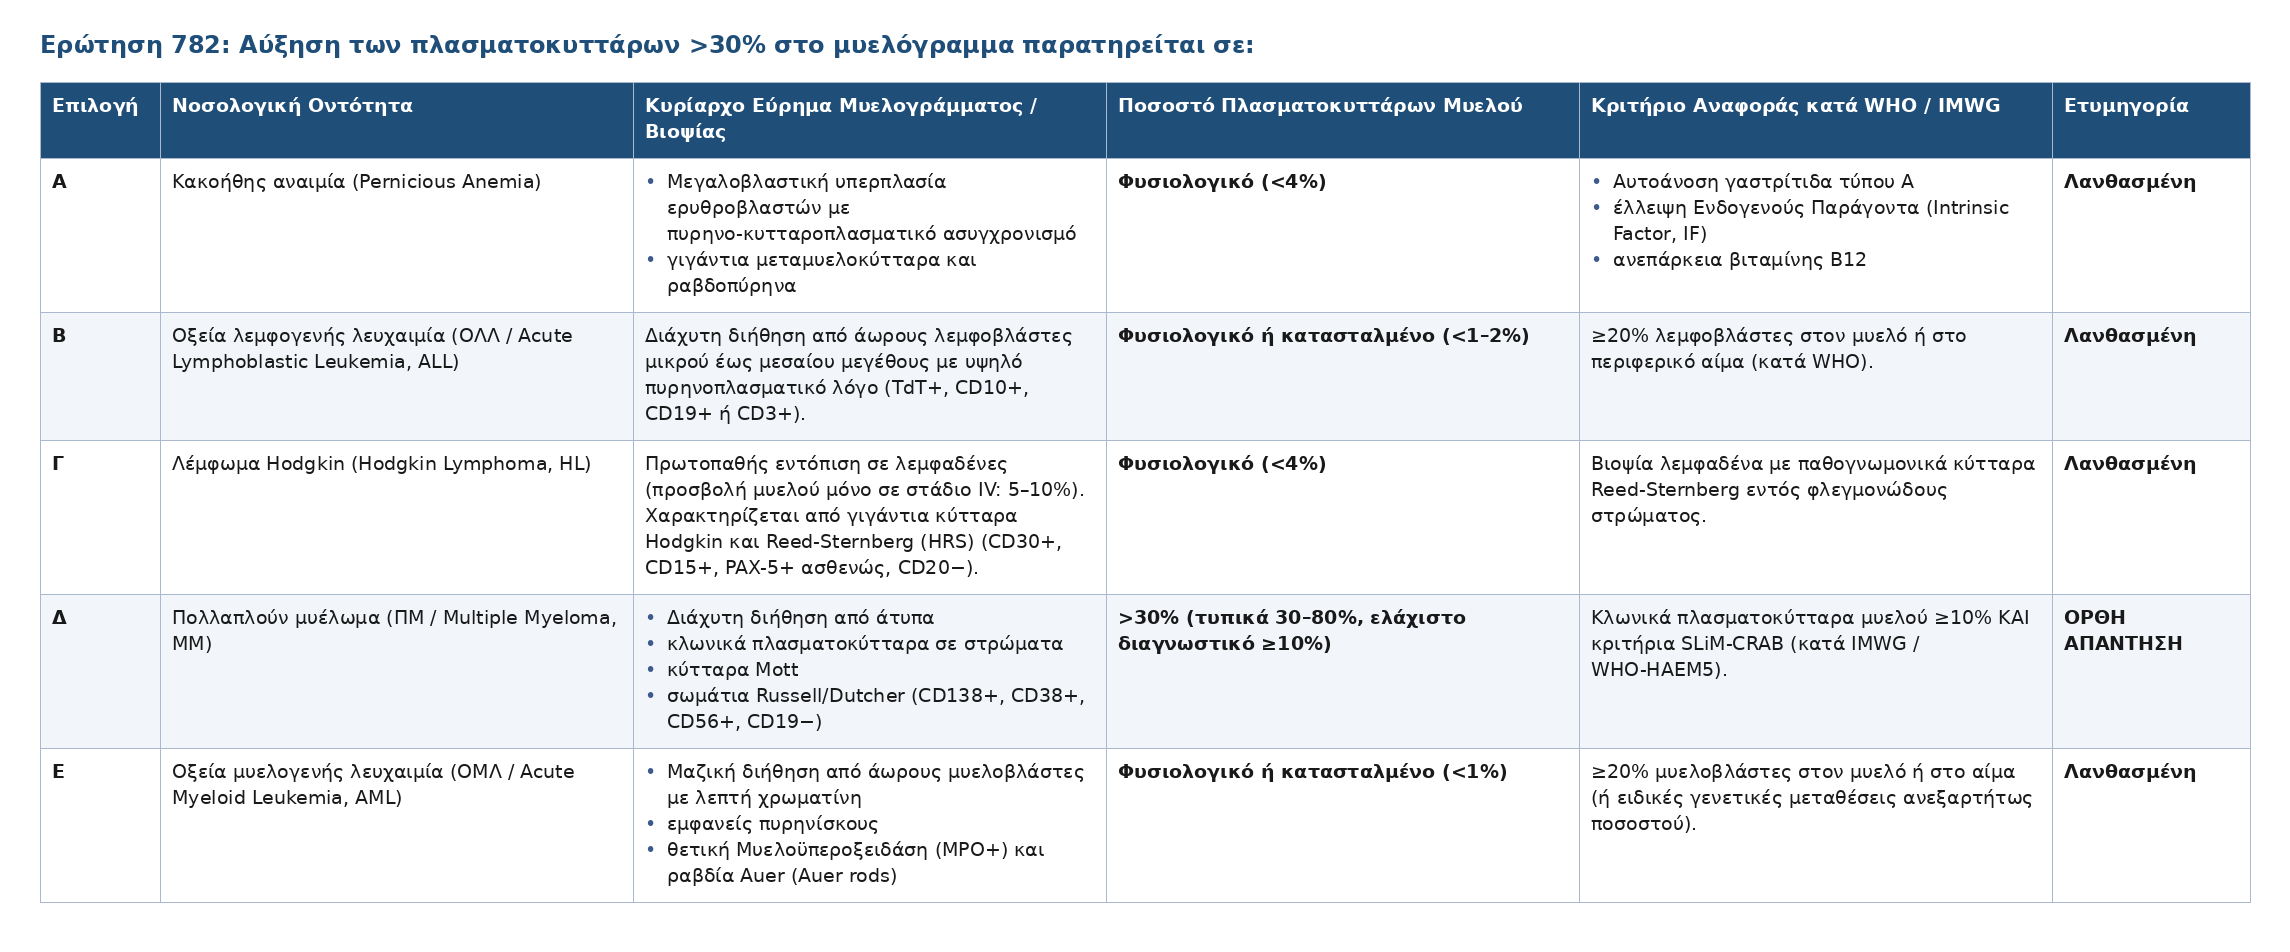 Ερώτηση 782: Αύξηση των πλασματοκυττάρων >30% στο μυελόγραμμα παρατηρείται σε:
Επιλογή
Νοσολογική Οντότητα
Κυρίαρχο Εύρημα Μυελογράμματος /
Βιοψίας
Ποσοστό Πλασματοκυττάρων Μυελού
Κριτήριο Αναφοράς κατά WHO / IMWG
Ετυμηγορία
Α
Κακοήθης αναιμία (Pernicious Anemia)
• Μεγαλοβλαστική υπερπλασία
ερυθροβλαστών με
πυρηνο-κυτταροπλασματικό ασυγχρονισμό
• γιγάντια μεταμυελοκύτταρα και
ραβδοπύρηνα
Φυσιολογικό (<4%)
• Αυτοάνοση γαστρίτιδα τύπου Α
• έλλειψη Ενδογενούς Παράγοντα (Intrinsic
Factor, IF)
• ανεπάρκεια βιταμίνης Β12
Λανθασμένη
Β
Οξεία λεμφογενής λευχαιμία (ΟΛΛ / Acute
Lymphoblastic Leukemia, ALL)
Διάχυτη διήθηση από άωρους λεμφοβλάστες
μικρού έως μεσαίου μεγέθους με υψηλό
πυρηνοπλασματικό λόγο (TdT+, CD10+,
CD19+ ή CD3+).
Φυσιολογικό ή κατασταλμένο (<1–2%)
≥20% λεμφοβλάστες στον μυελό ή στο
περιφερικό αίμα (κατά WHO).
Λανθασμένη
Γ
Λέμφωμα Hodgkin (Hodgkin Lymphoma, HL)
Πρωτοπαθής εντόπιση σε λεμφαδένες
(προσβολή μυελού μόνο σε στάδιο IV: 5–10%).
Χαρακτηρίζεται από γιγάντια κύτταρα
Hodgkin και Reed-Sternberg (HRS) (CD30+,
CD15+, PAX-5+ ασθενώς, CD20−).
Φυσιολογικό (<4%)
Βιοψία λεμφαδένα με παθογνωμονικά κύτταρα
Reed-Sternberg εντός φλεγμονώδους
στρώματος.
Λανθασμένη
Δ
Πολλαπλούν μυέλωμα (ΠΜ / Multiple Myeloma,
MM)
• Διάχυτη διήθηση από άτυπα
• κλωνικά πλασματοκύτταρα σε στρώματα
• κύτταρα Mott
• σωμάτια Russell/Dutcher (CD138+, CD38+,
CD56+, CD19−)
>30% (τυπικά 30–80%, ελάχιστο
διαγνωστικό ≥10%)
Κλωνικά πλασματοκύτταρα μυελού ≥10% ΚΑΙ
κριτήρια SLiM-CRAB (κατά IMWG /
WHO-HAEM5).
ΟΡΘΗ
ΑΠΑΝΤΗΣΗ
Ε
Οξεία μυελογενής λευχαιμία (ΟΜΛ / Acute
Myeloid Leukemia, AML)
• Μαζική διήθηση από άωρους μυελοβλάστες
με λεπτή χρωματίνη
• εμφανείς πυρηνίσκους
• θετική Μυελοϋπεροξειδάση (MPO+) και
ραβδία Auer (Auer rods)
Φυσιολογικό ή κατασταλμένο (<1%)
≥20% μυελοβλάστες στον μυελό ή στο αίμα
(ή ειδικές γενετικές μεταθέσεις ανεξαρτήτως
ποσοστού).
Λανθασμένη